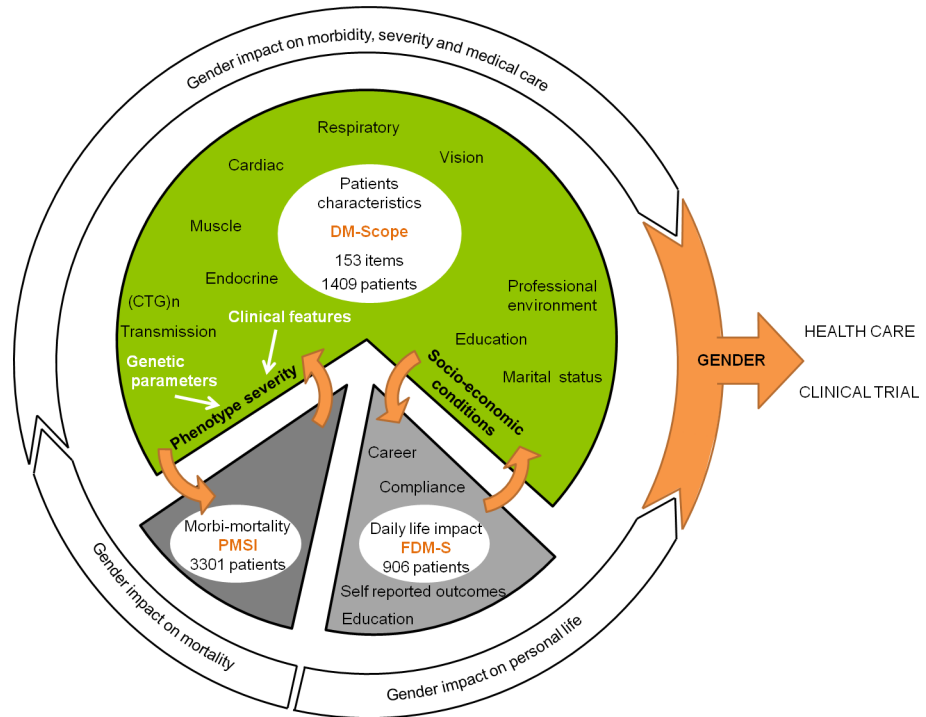 Gender impact on morbidity, severity and medical care
Respiratory
Cardiac
Vision
Patients
characteristics
DM-Scope
153 items
1409 patients
Muscle
Endocrine
(CTG)n
Transmission
Clinical features
Genetic
parameters
Phenotype severity
Professional
environment
Education
Marital status
Socio-economic
conditions
GENDER
HEALTH CARE
CLINICAL TRIAL
Career
Compliance
Morbi-mortality
PMSI
3301 patients
Daily life impact
FDM-S
906 patients
Self reported outcomes
Education
Gender impact on mortality
Gender impact on personal life